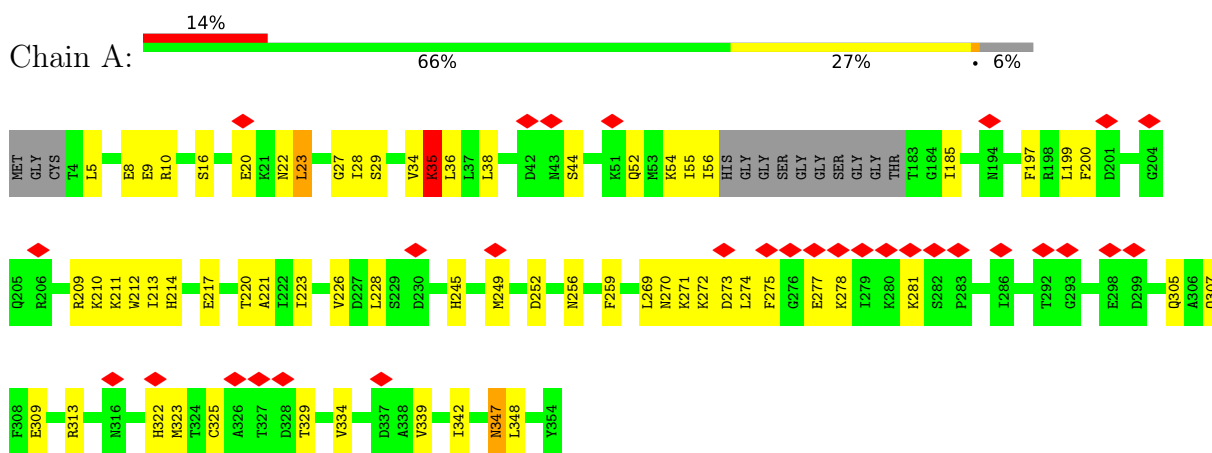 14%
Chain A:
66% 27% • 6%
MET GLY CYS T4 L5 E8 E9 R10 S16 E20 K21 N22 L23 G27 I28 S29 V34 K35 L36 L37 L38 D42 N43 S44 K51 Q52 M53 K54 I55 I56 HIS GLY GLY SER GLY GLY SER GLY GLY THR T183 G184 I185 N194 F197 R198 L199 F200 D201 G204
Q205 R206 R209 K210 K211 W212 I213 H214 E217 T220 A221 I222 I223 V226 D227 L228 S229 D230 H245 M249 D252 N256 F259 L269 N270 K271 K272 D273 L274 F275 G276 E277 K278 I279 K280 K281 S282 P283 I286 T292 G293 E298 D299 Q305 A306
F308 E309 R313 N316 H322 M323 T324 C325 A326 T327 D328 T329 V334 D337 A338 V339 I342 N347 L348 Y354